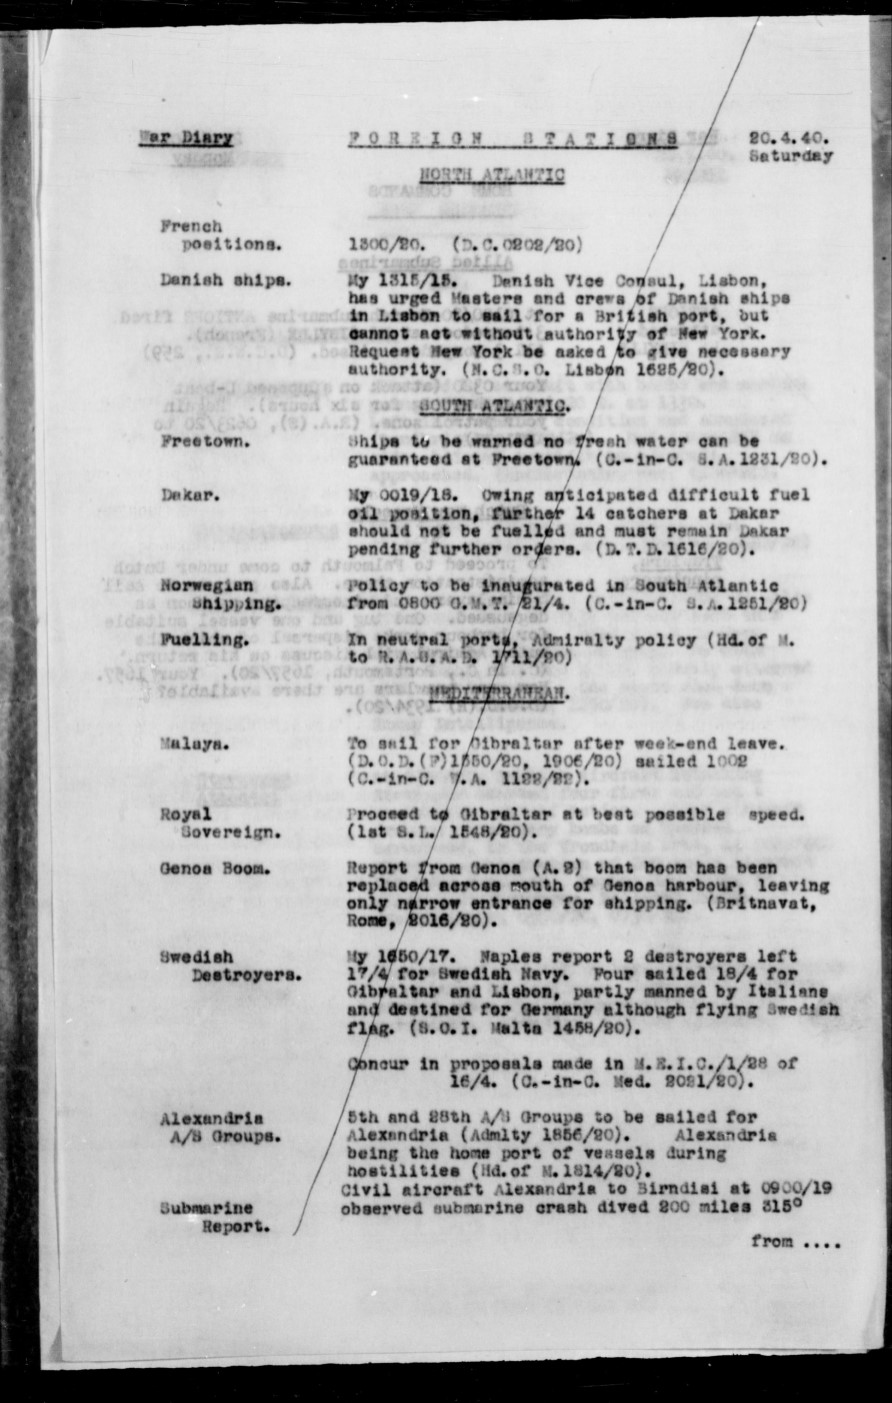 War Diary FOREIGN STATIONS 20.4.40.
Saturday
NORTH ATLANTIC
French
positions. 1300/20. (D.C.0202/20)
Danish ships. My 1315/15. Danish Vice Consul, Lisbon,
has urged Masters and crews of Danish ships
in Lisbon to sail for a British port, but
cannot act without authority of New York.
Request New York be asked to give necessary
authority. (N.C.S.O. Lisbon 1625/20).
SOUTH ATLANTIC.
Freetown. Ships to be warned no fresh water can be
guaranteed at Freetown. (C.-in-C. S.A.1231/20).
Dakar. My 0019/18. Owing anticipated difficult fuel
oil position, further 14 catchers at Dakar
should not be fuelled and must remain Dakar
pending further orders. (D.T.D.1616/20).
Norwegian Policy to be inaugurated in South Atlantic
Shipping. from 0800 G.M.T. 21/4. (C.-in-C. S.A.1251/20)
Fuelling. In neutral ports, Admiralty policy (Hd.of M.
to R.A.S.A.D. 1711/20)
MEDITERRANEAN.
Malaya. To sail for Gibraltar after week-end leave.
(D.O.D.(F) 1550/20, 1906/20) sailed 1002
(C.-in-C. W.A. 1122/22).
Royal Proceed to Gibraltar at best possible speed.
Sovereign. (1st S.L. 1548/20).
Genoa Boom. Report from Genoa (A.2) that boom has been
replaced across mouth of Genoa harbour, leaving
only narrow entrance for shipping. (Britnavat,
Rome, 2016/20).
Swedish My 1650/17. Naples report 2 destroyers left
Destroyers. 17/4 for Swedish Navy. Four sailed 18/4 for
Gibraltar and Lisbon, partly manned by Italians
and destined for Germany although flying Swedish
flag. (S.O.I. Malta 1458/20).
Concur in proposals made in M.E.I.C./1/28 of
16/4. (C.-in-C. Med. 2021/20).
Alexandria 5th and 28th A/S Groups to be sailed for
A/S Groups. Alexandria (Admlty 1856/20). Alexandria
being the home port of vessels during
hostilities (Hd.of M.1814/20).
Civil aircraft Alexandria to Birndisi at 0900/19
Submarine observed submarine crash dived 200 miles 315°
Report.
from ....